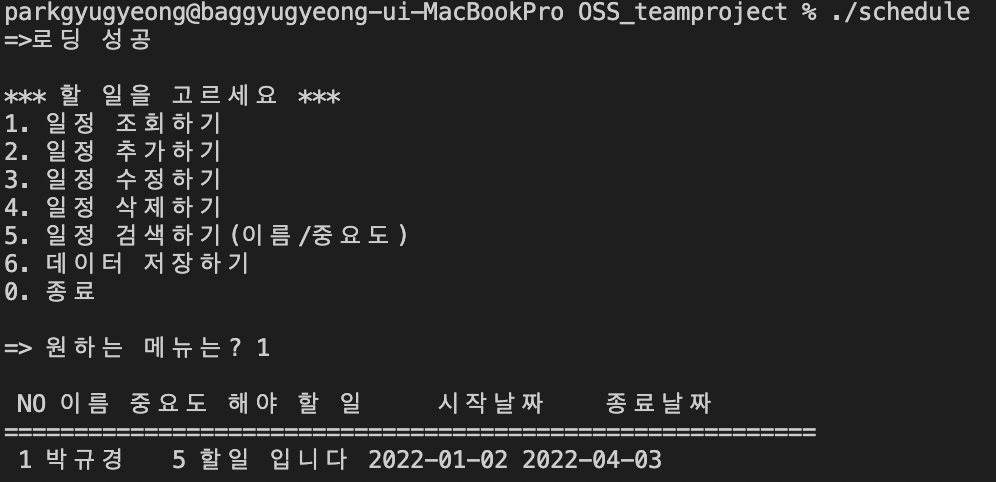 parkgyugyeong@baggyugyeong-ui-MacBookPro OSS_teamproject % ./schedule
=>로딩 성공
*** 할 일을 고르세요 ***
1. 일정 조회하기
2. 일정 추가하기
3. 일정 수정하기
4. 일정 삭제하기
5. 일정 검색하기(이름/중요도)
6. 데이터 저장하기
0. 종료
=> 원하는 메뉴는? 1
NO 이름 중요도 해야 할 일 시작날짜 종료날짜
==========================================================
1 박규경 5 할일 입니다 2022-01-02 2022-04-03